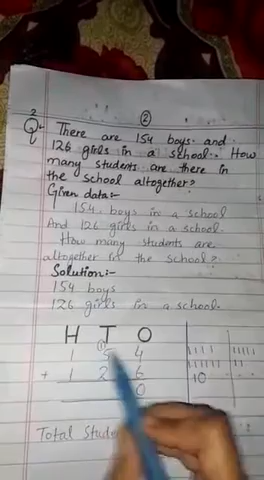 2
Q2
There are 154 boys and
126 girls in a school. How
many students are there in
the school altogether?
Given data:-
154 boys in a school
And 126 girls in a school
How many students are
altogether in the school?
Solution:-
154 boys
126 girls in a school.
H T O
1
1 5 4
+ 1 2 6
0
10
Total